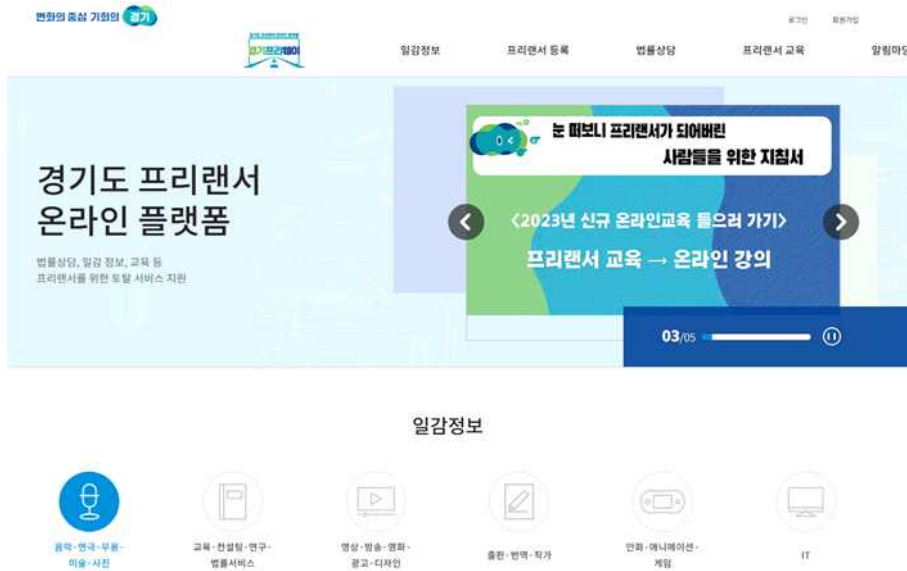 변화의 중심 기회의 경기
로그인 회원가입
경기프리웨이
일감정보 프리랜서 등록 법률상담 프리랜서 교육 알림마당
눈 떠보니 프리랜서가 되어버린
사람들을 위한 지침서
경기도 프리랜서
온라인 플랫폼
<2023년 신규 온라인교육 들으러 가기>
프리랜서 교육 → 온라인 강의
법률상담, 일감 정보, 교육 등
프리랜서를 위한 토탈 서비스 지원
03/05
일감정보
음악·연극·무용·
미술·사진
교육·컨설팅·연구·
법률서비스
영상·방송·영화·
광고·디자인
출판·번역·작가
만화·애니메이션·
게임
IT